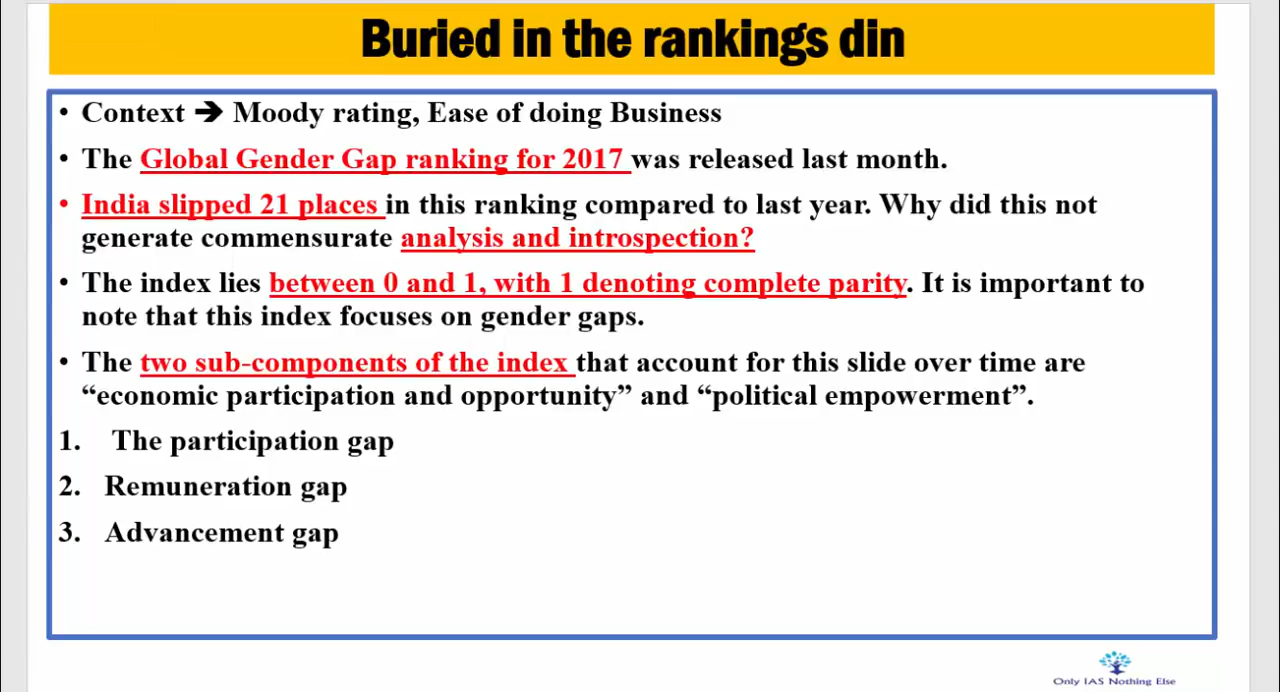 Buried in the rankings din
• Context ➔ Moody rating, Ease of doing Business
• The Global Gender Gap ranking for 2017 was released last month.
• India slipped 21 places in this ranking compared to last year. Why did this not
generate commensurate analysis and introspection?
• The index lies between 0 and 1, with 1 denoting complete parity. It is important to
note that this index focuses on gender gaps.
• The two sub-components of the index that account for this slide over time are
“economic participation and opportunity” and “political empowerment”.
1. The participation gap
2. Remuneration gap
3. Advancement gap
Only IAS Nothing Else